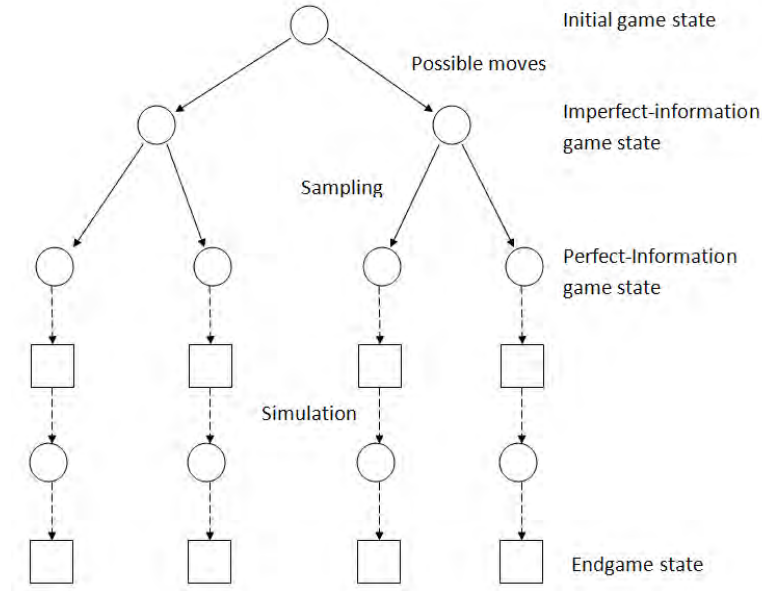 Initial game state
Possible moves
Imperfect-information
game state
Sampling
Perfect-Information
game state
Simulation
Endgame state